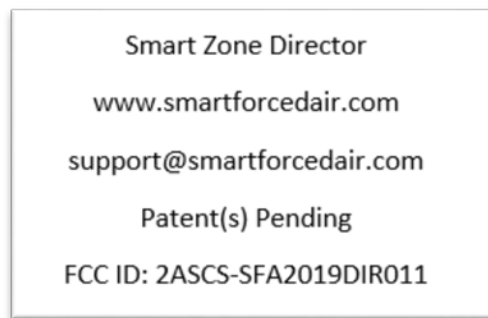 Smart Zone Director
www.smartforcedair.com
support@smartforcedair.com
Patent(s) Pending
FCC ID: 2ASCS-SFA2019DIR011